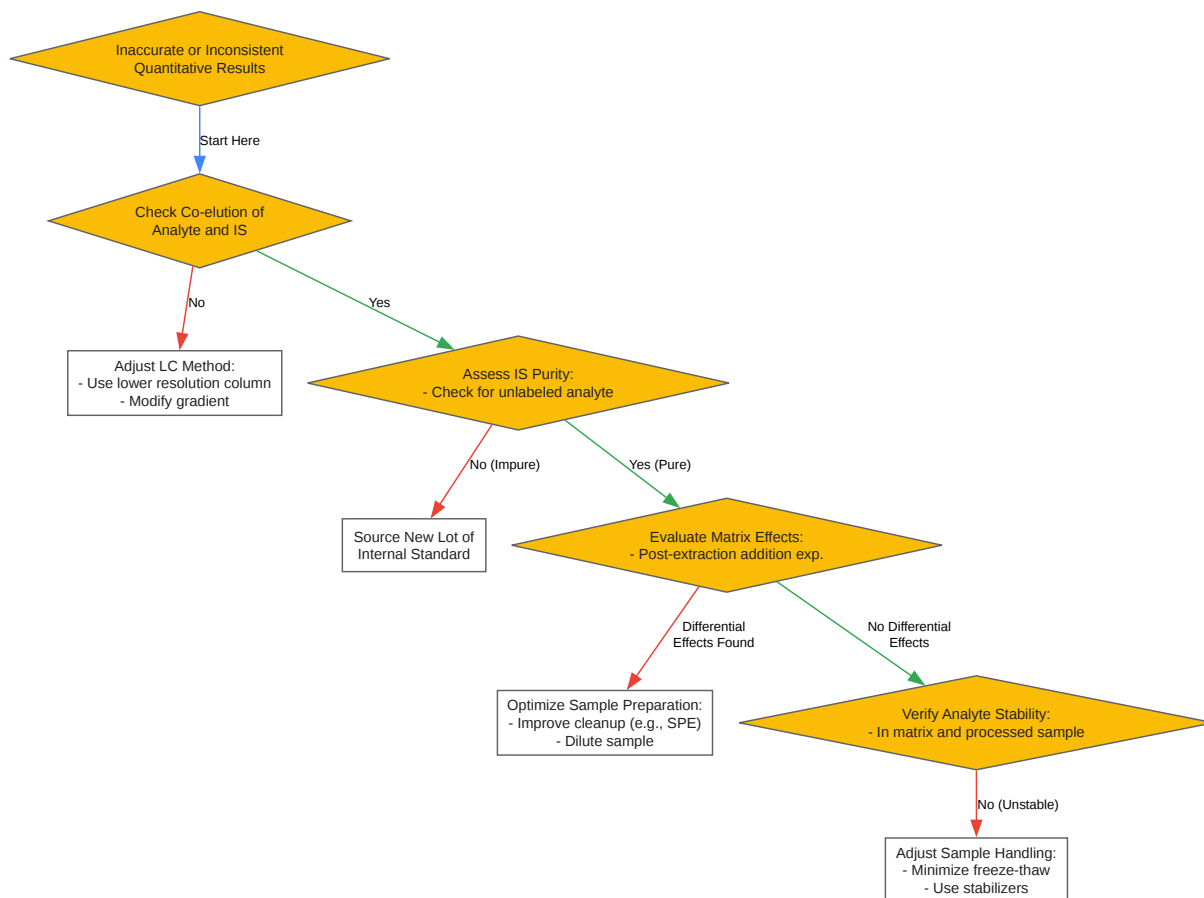 Inaccurate or Inconsistent
Quantitative Results
Start Here
Check Co-elution of
Analyte and IS
No
Yes
Adjust LC Method:
- Use lower resolution column
- Modify gradient
Assess IS Purity:
- Check for unlabeled analyte
No (Impure)
Yes (Pure)
Source New Lot of
Internal Standard
Evaluate Matrix Effects:
- Post-extraction addition exp.
Differential
Effects Found
No Differential
Effects
Optimize Sample Preparation:
- Improve cleanup (e.g., SPE)
- Dilute sample
Verify Analyte Stability:
- In matrix and processed sample
No (Unstable)
Adjust Sample Handling:
- Minimize freeze-thaw
- Use stabilizers